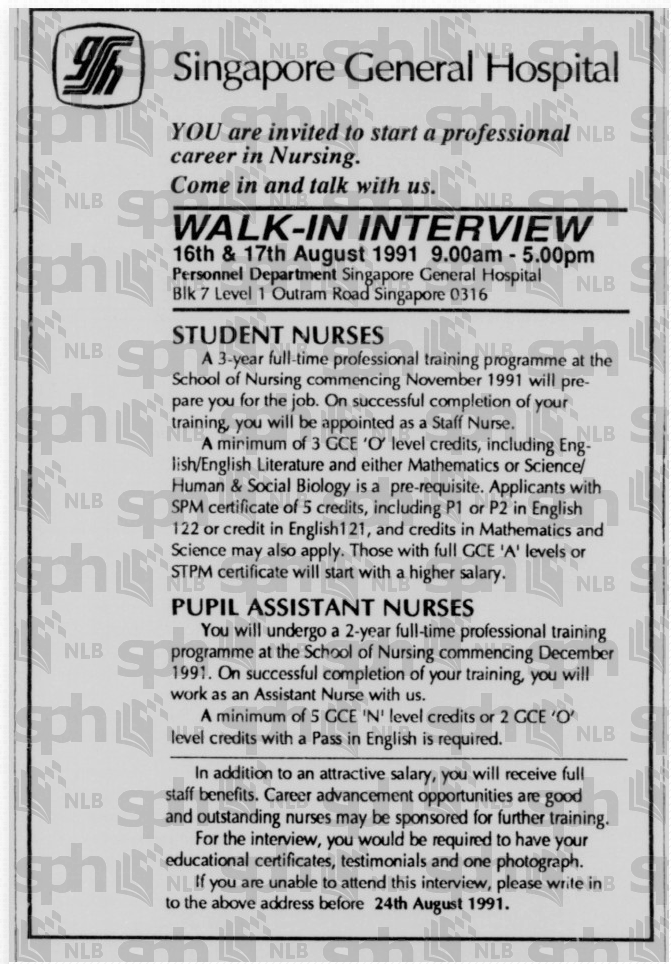 gh
Singapore General Hospital
YOU are invited to start a professional
career in Nursing.
Come in and talk with us.
WALK-IN INTERVIEW
16th & 17th August 1991 9.00am - 5.00pm
Personnel Department Singapore General Hospital
Blk 7 Level 1 Outram Road Singapore 0316
STUDENT NURSES
A 3-year full-time professional training programme at the
School of Nursing commencing November 1991 will pre-
pare you for the job. On successful completion of your
training, you will be appointed as a Staff Nurse.
A minimum of 3 GCE 'O' level credits, including Eng-
lish/English Literature and either Mathematics or Science/
Human & Social Biology is a pre-requisite. Applicants with
SPM certificate of 5 credits, including P1 or P2 in English
122 or credit in English121, and credits in Mathematics and
Science may also apply. Those with full GCE 'A' levels or
STPM certificate will start with a higher salary.
PUPIL ASSISTANT NURSES
You will undergo a 2-year full-time professional training
programme at the School of Nursing commencing December
1991. On successful completion of your training, you will
work as an Assistant Nurse with us.
A minimum of 5 GCE 'N' level credits or 2 GCE 'O'
level credits with a Pass in English is required.
In addition to an attractive salary, you will receive full
staff benefits. Career advancement opportunities are good
and outstanding nurses may be sponsored for further training.
For the interview, you would be required to have your
educational certificates, testimonials and one photograph.
If you are unable to attend this interview, please write in
to the above address before 24th August 1991.
sph NLB